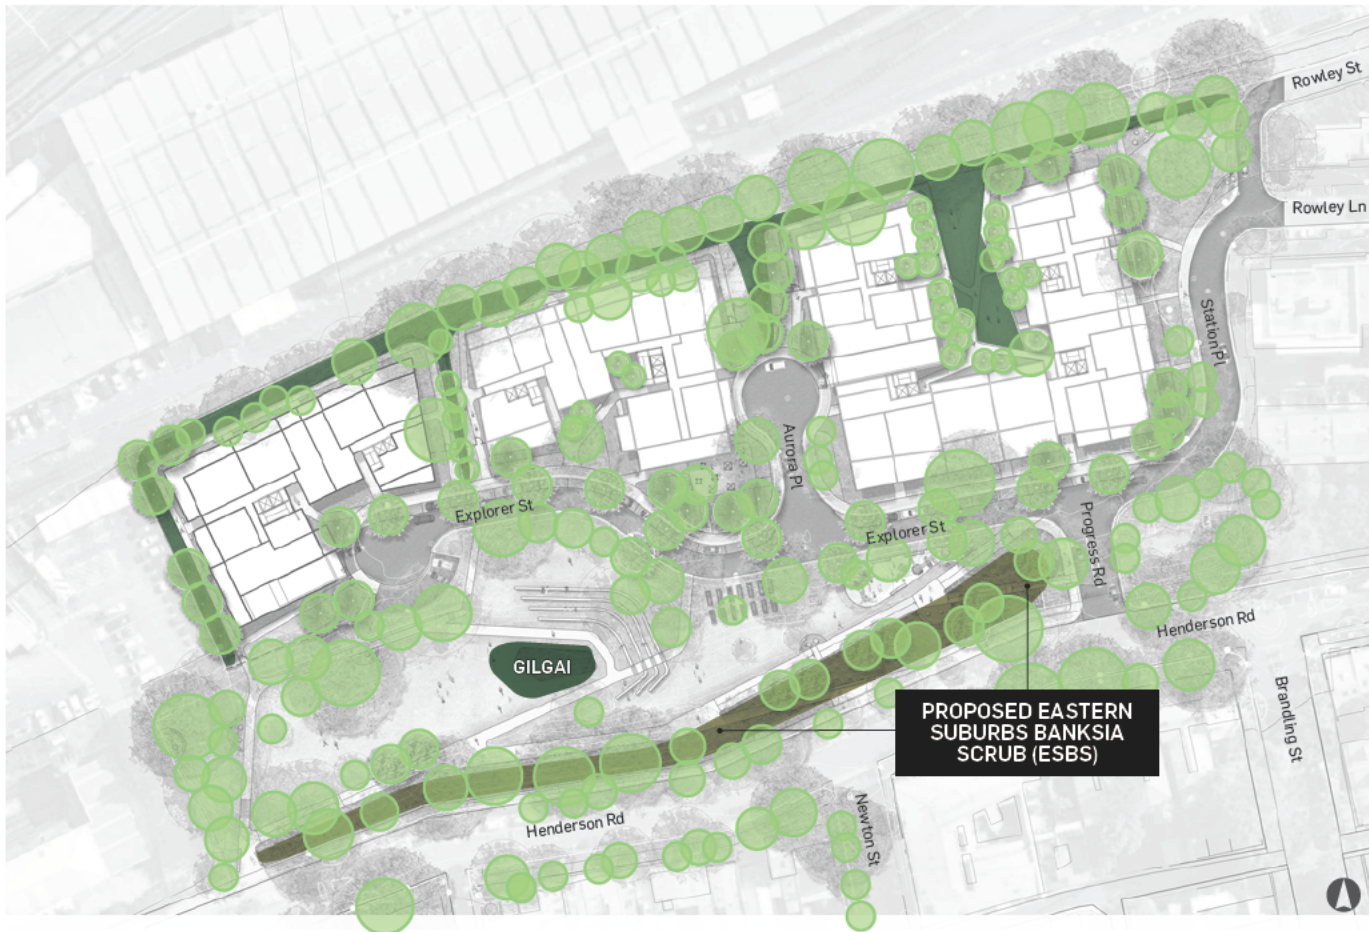 Rowley St
Rowley Ln
Station Pl
Aurora Pl
Explorer St
Explorer St
Progress Rd
Henderson Rd
GILGAI
PROPOSED EASTERN
SUBURBS BANKSIA
SCRUB (ESBS)
Brandling St
Henderson Rd
Newton St